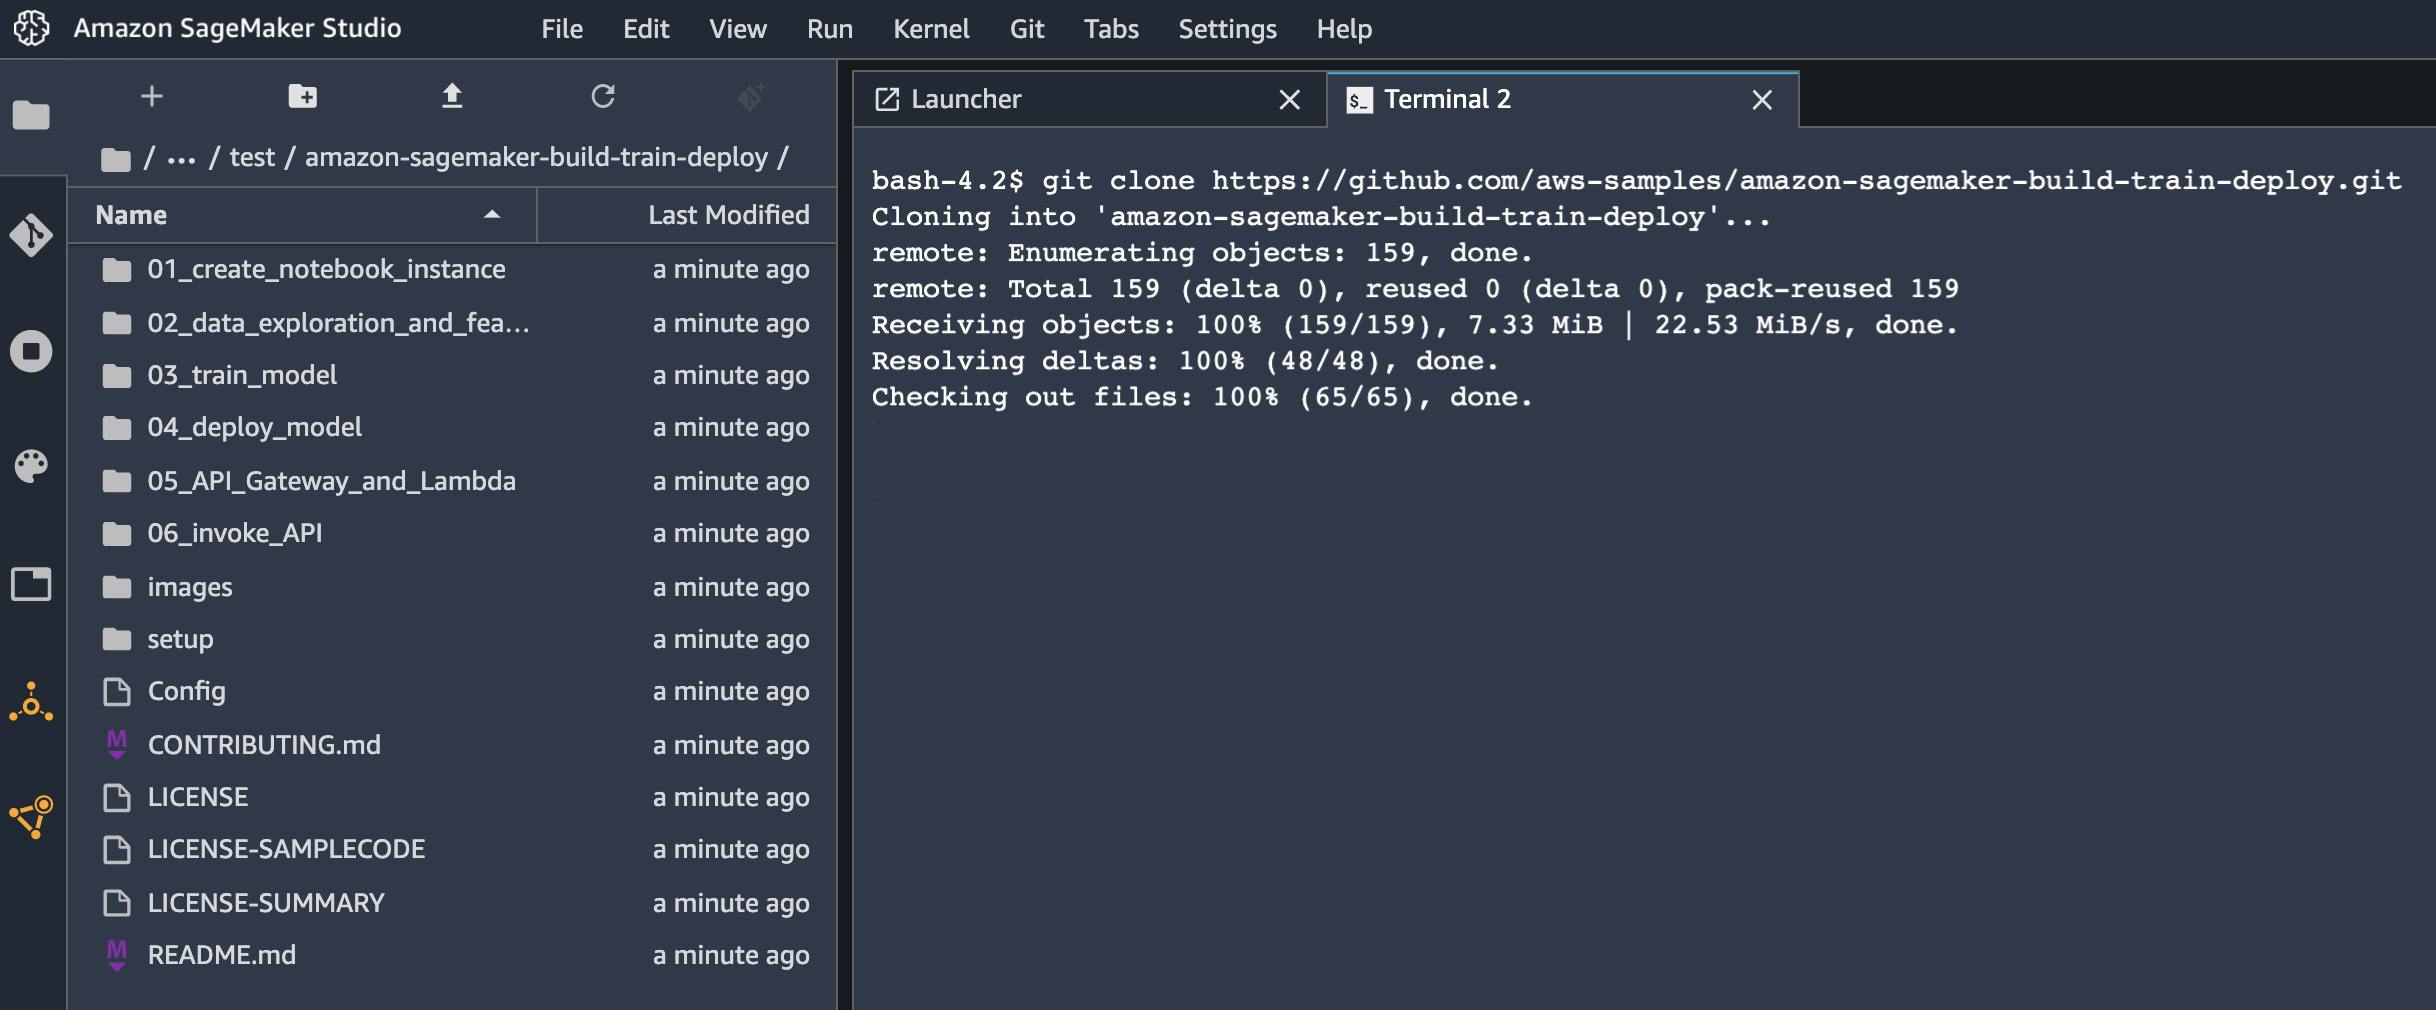 Amazon SageMaker Studio File Edit View Run Kernel Git Tabs Settings Help
/ ... / test / amazon-sagemaker-build-train-deploy /
Name Last Modified
01_create_notebook_instance a minute ago
02_data_exploration_and_fea... a minute ago
03_train_model a minute ago
04_deploy_model a minute ago
05_API_Gateway_and_Lambda a minute ago
06_invoke_API a minute ago
images a minute ago
setup a minute ago
Config a minute ago
M CONTRIBUTING.md a minute ago
LICENSE a minute ago
LICENSE-SAMPLECODE a minute ago
LICENSE-SUMMARY a minute ago
M README.md a minute ago
Launcher
$_ Terminal 2
bash-4.2$ git clone https://github.com/aws-samples/amazon-sagemaker-build-train-deploy.git
Cloning into 'amazon-sagemaker-build-train-deploy'...
remote: Enumerating objects: 159, done.
remote: Total 159 (delta 0), reused 0 (delta 0), pack-reused 159
Receiving objects: 100% (159/159), 7.33 MiB | 22.53 MiB/s, done.
Resolving deltas: 100% (48/48), done.
Checking out files: 100% (65/65), done.